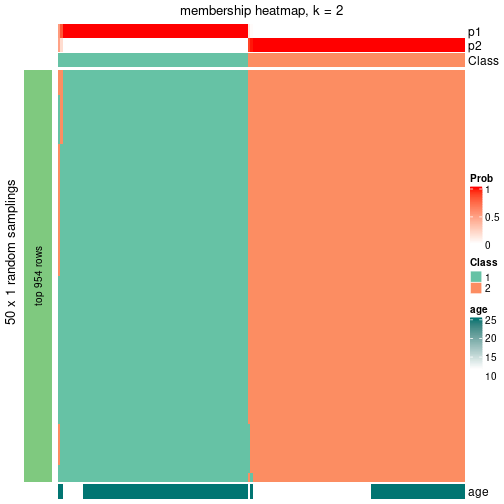 membership heatmap, k = 2
p1
p2
Class
50 x 1 random samplings
top 954 rows
Prob
1
0.5
0
Class
1
2
age
25
20
15
10
age